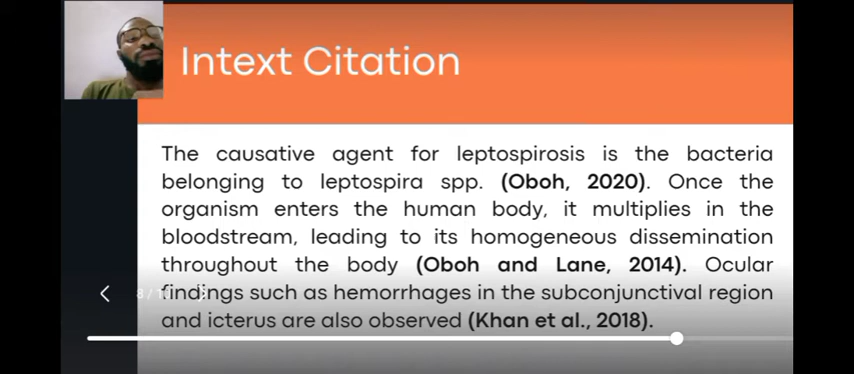 Intext Citation
The causative agent for leptospirosis is the bacteria
belonging to leptospira spp. (Oboh, 2020). Once the
organism enters the human body, it multiplies in the
bloodstream, leading to its homogeneous dissemination
throughout the body (Oboh and Lane, 2014). Ocular
findings such as hemorrhages in the subconjunctival region
and icterus are also observed (Khan et al., 2018).